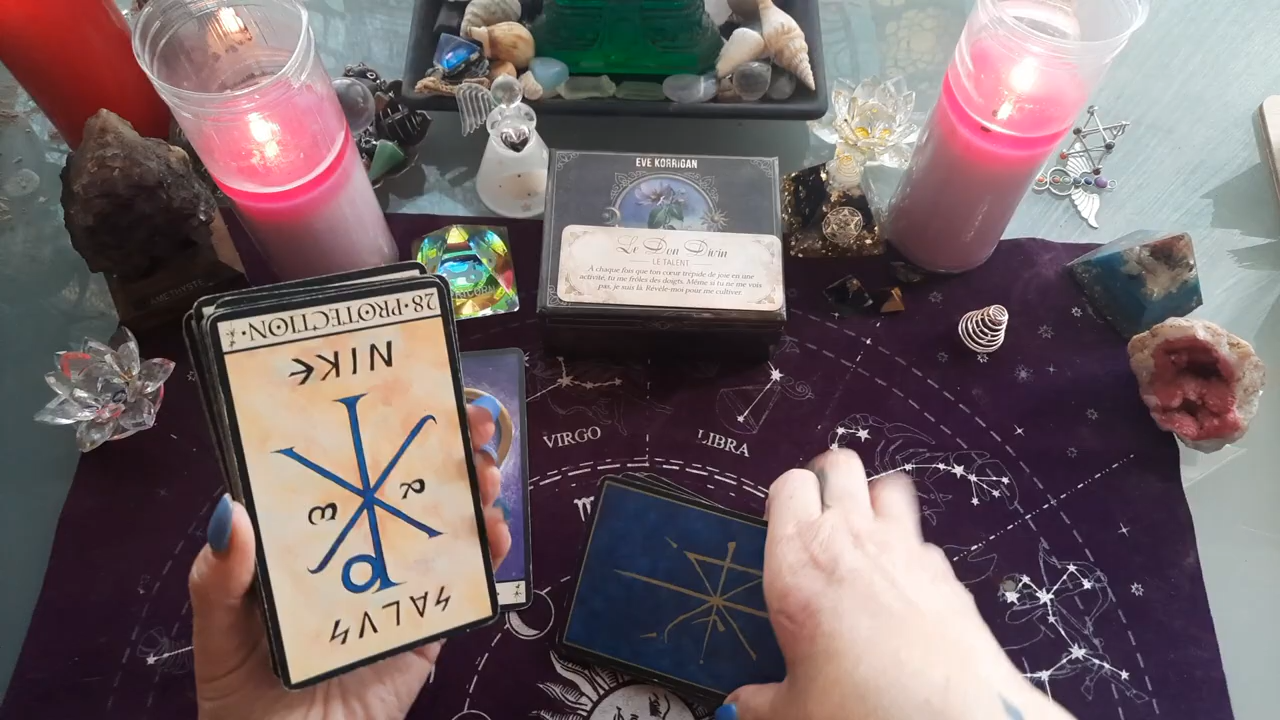 EVE KORRIGAN
Le Don Divin
LE TALENT
À chaque fois que ton cœur trépide de joie en une
activité, tu me frôles des doigts. Même si tu ne me vois
pas, je suis là. Révèle-moi pour me cultiver.
AMETHYSTE
28·PROTECTION·
NIKE
α
ω
SALVS
VIRGO
LIBRA